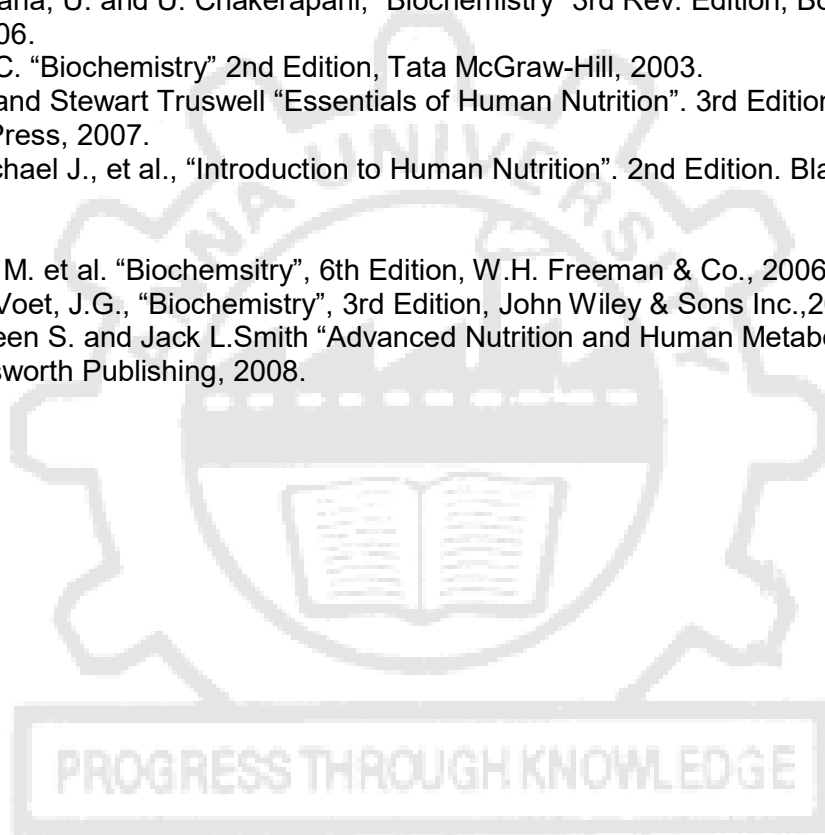 U. and U. Chakerapani, “Biochemistry” 3rd Rev. Edition,
06.
C. “Biochemistry” 2nd Edition, Tata McGraw-Hill, 2003.
and Stewart Truswell “Essentials of Human Nutrition”. 3rd Edition
Press, 2007.
chael J., et al., “Introduction to Human Nutrition”. 2nd Edition. Bla
M. et al. “Biochemsitry”, 6th Edition, W.H. Freeman & Co., 2006
Voet, J.G., “Biochemistry”, 3rd Edition, John Wiley & Sons Inc.,2
een S. and Jack L.Smith “Advanced Nutrition and Human Metab
sworth Publishing, 2008.
NA UNIVERSITY
PROGRESS THROUGH KNOWLEDGE